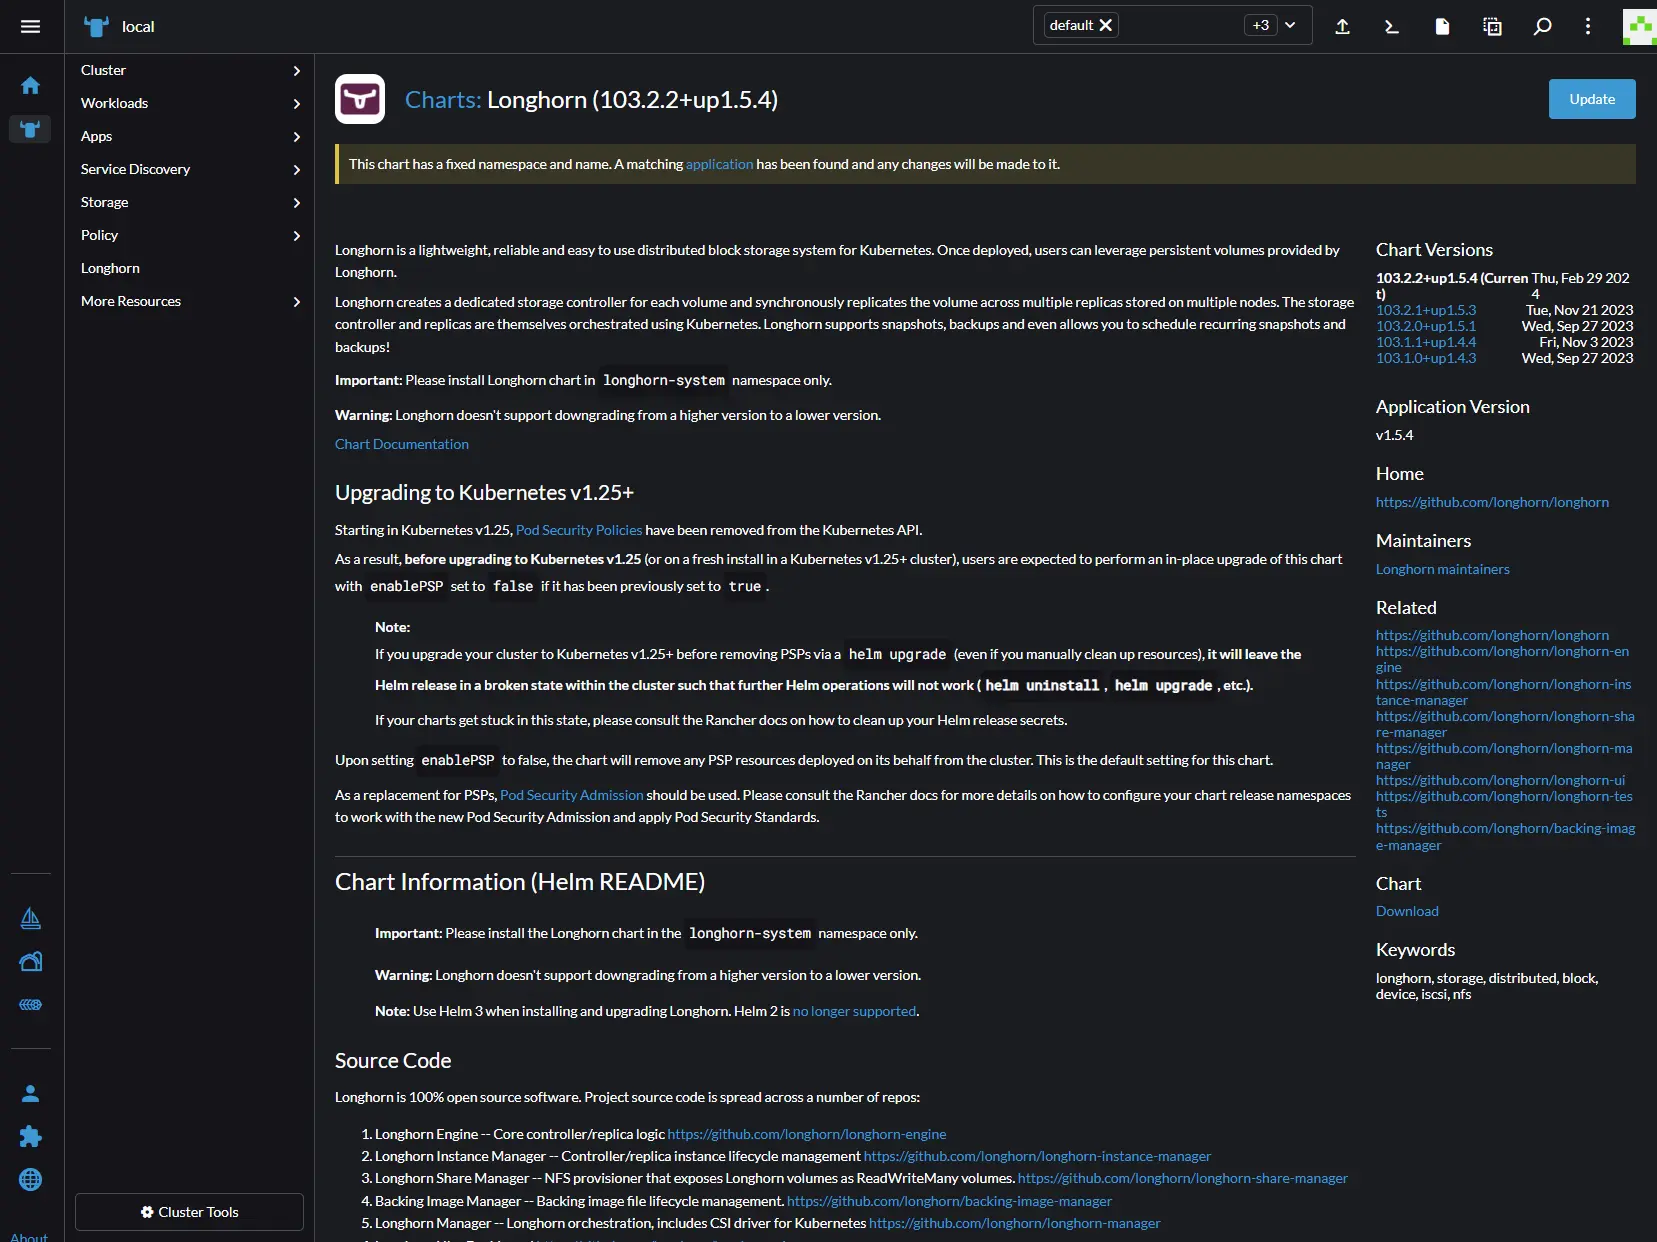 local
default
+3
Cluster
Workloads
Apps
Service Discovery
Storage
Policy
Longhorn
More Resources
Cluster Tools
About
Charts: Longhorn (103.2.2+up1.5.4)
Update
This chart has a fixed namespace and name. A matching application has been found and any changes will be made to it.
Longhorn is a lightweight, reliable and easy to use distributed block storage system for Kubernetes. Once deployed, users can leverage persistent volumes provided by
Longhorn.
Longhorn creates a dedicated storage controller for each volume and synchronously replicates the volume across multiple replicas stored on multiple nodes. The storage
controller and replicas are themselves orchestrated using Kubernetes. Longhorn supports snapshots, backups and even allows you to schedule recurring snapshots and
backups!
Important: Please install Longhorn chart in longhorn-system namespace only.
Warning: Longhorn doesn't support downgrading from a higher version to a lower version.
Chart Documentation
Upgrading to Kubernetes v1.25+
Starting in Kubernetes v1.25, Pod Security Policies have been removed from the Kubernetes API.
As a result, before upgrading to Kubernetes v1.25 (or on a fresh install in a Kubernetes v1.25+ cluster), users are expected to perform an in-place upgrade of this chart
with enablePSP set to false if it has been previously set to true .
Note:
If you upgrade your cluster to Kubernetes v1.25+ before removing PSPs via a helm upgrade (even if you manually clean up resources), it will leave the
Helm release in a broken state within the cluster such that further Helm operations will not work ( helm uninstall , helm upgrade , etc.).
If your charts get stuck in this state, please consult the Rancher docs on how to clean up your Helm release secrets.
Upon setting enablePSP to false, the chart will remove any PSP resources deployed on its behalf from the cluster. This is the default setting for this chart.
As a replacement for PSPs, Pod Security Admission should be used. Please consult the Rancher docs for more details on how to configure your chart release namespaces
to work with the new Pod Security Admission and apply Pod Security Standards.
Chart Information (Helm README)
Important: Please install the Longhorn chart in the longhorn-system namespace only.
Warning: Longhorn doesn't support downgrading from a higher version to a lower version.
Note: Use Helm 3 when installing and upgrading Longhorn. Helm 2 is no longer supported.
Source Code
Longhorn is 100% open source software. Project source code is spread across a number of repos:
1. Longhorn Engine -- Core controller/replica logic https://github.com/longhorn/longhorn-engine
2. Longhorn Instance Manager -- Controller/replica instance lifecycle management https://github.com/longhorn/longhorn-instance-manager
3. Longhorn Share Manager -- NFS provisioner that exposes Longhorn volumes as ReadWriteMany volumes. https://github.com/longhorn/longhorn-share-manager
4. Backing Image Manager -- Backing image file lifecycle management. https://github.com/longhorn/backing-image-manager
5. Longhorn Manager -- Longhorn orchestration, includes CSI driver for Kubernetes https://github.com/longhorn/longhorn-manager
Chart Versions
103.2.2+up1.5.4 (Curren Thu, Feb 29 202
t) 4
103.2.1+up1.5.3 Tue, Nov 21 2023
103.2.0+up1.5.1 Wed, Sep 27 2023
103.1.1+up1.4.4 Fri, Nov 3 2023
103.1.0+up1.4.3 Wed, Sep 27 2023
Application Version
v1.5.4
Home
https://github.com/longhorn/longhorn
Maintainers
Longhorn maintainers
Related
https://github.com/longhorn/longhorn
https://github.com/longhorn/longhorn-en
gine
https://github.com/longhorn/longhorn-ins
tance-manager
https://github.com/longhorn/longhorn-sha
re-manager
https://github.com/longhorn/longhorn-ma
nager
https://github.com/longhorn/longhorn-ui
https://github.com/longhorn/longhorn-tes
ts
https://github.com/longhorn/backing-imag
e-manager
Chart
Download
Keywords
longhorn, storage, distributed, block,
device, iscsi, nfs